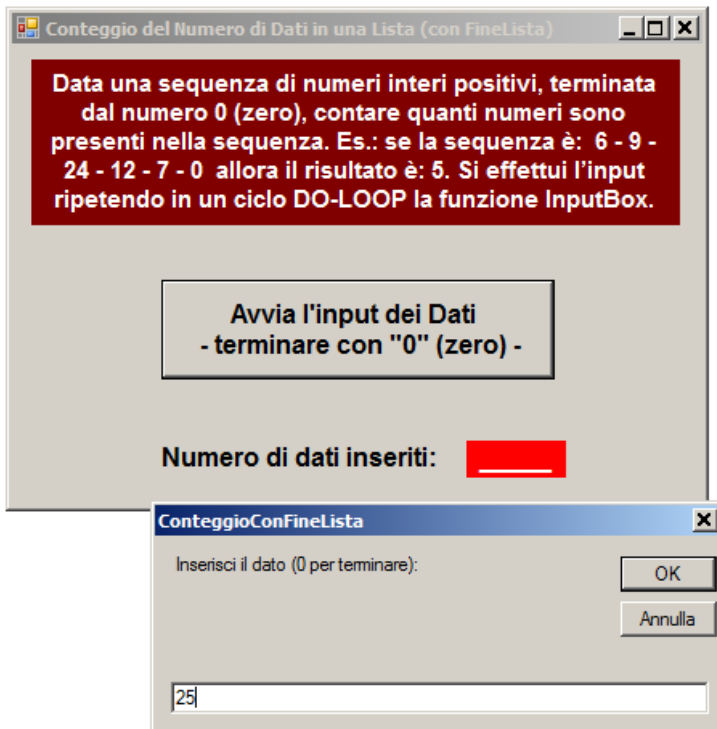 Conteggio del Numero di Dati in una Lista (con FineLista)
Data una sequenza di numeri interi positivi, terminata
dal numero 0 (zero), contare quanti numeri sono
presenti nella sequenza. Es.: se la sequenza è: 6 - 9 -
24 - 12 - 7 - 0 allora il risultato è: 5. Si effettui l'input
ripetendo in un ciclo DO-LOOP la funzione InputBox.
Avvia l'input dei Dati
- terminare con "0" (zero) -
Numero di dati inseriti: _____
ConteggioConFineLista
Inserisci il dato (0 per terminare):
OK
Annulla
25